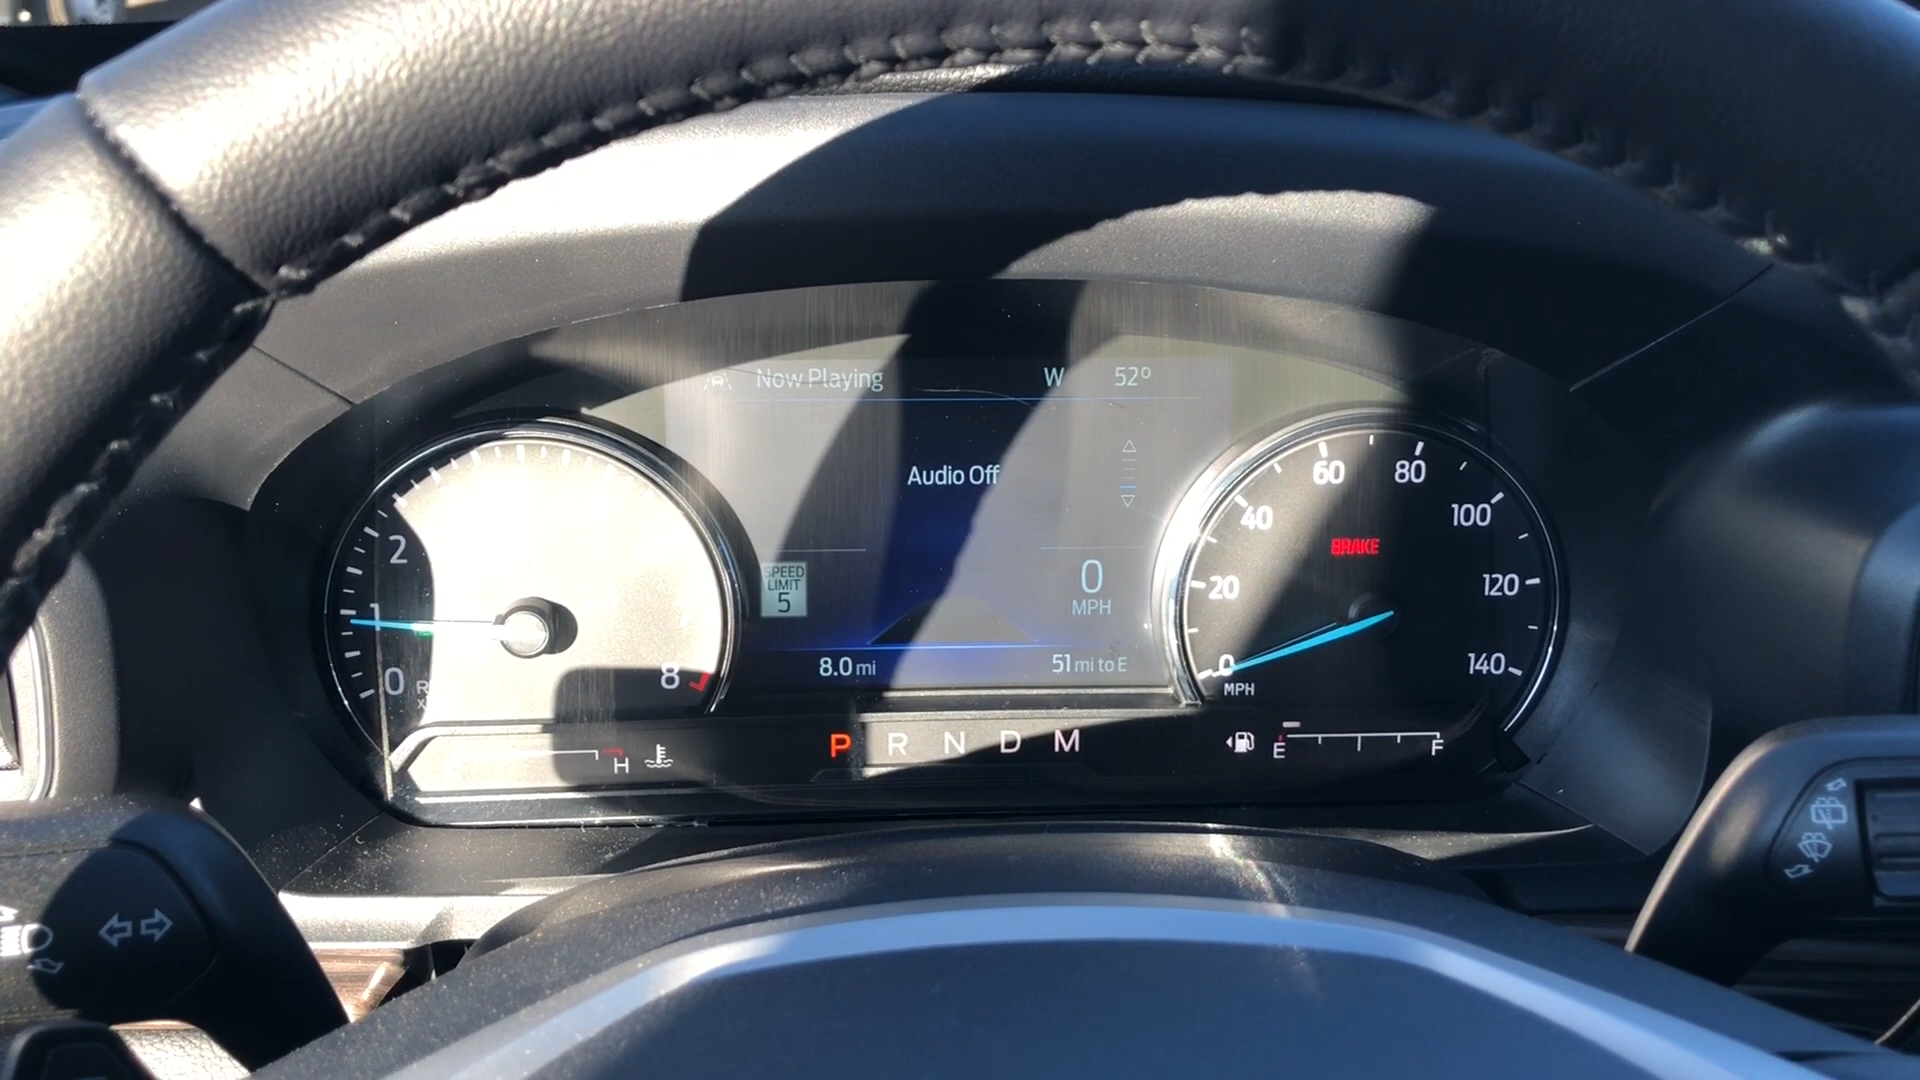 Now Playing W 52º
Audio Off
60 80
40 100
20 120
0 140
MPH
BRAKE
2
1
0
8
SPEED
LIMIT
5
0
MPH
8.0 mi 51 mi to E
H
P R N D M
E F